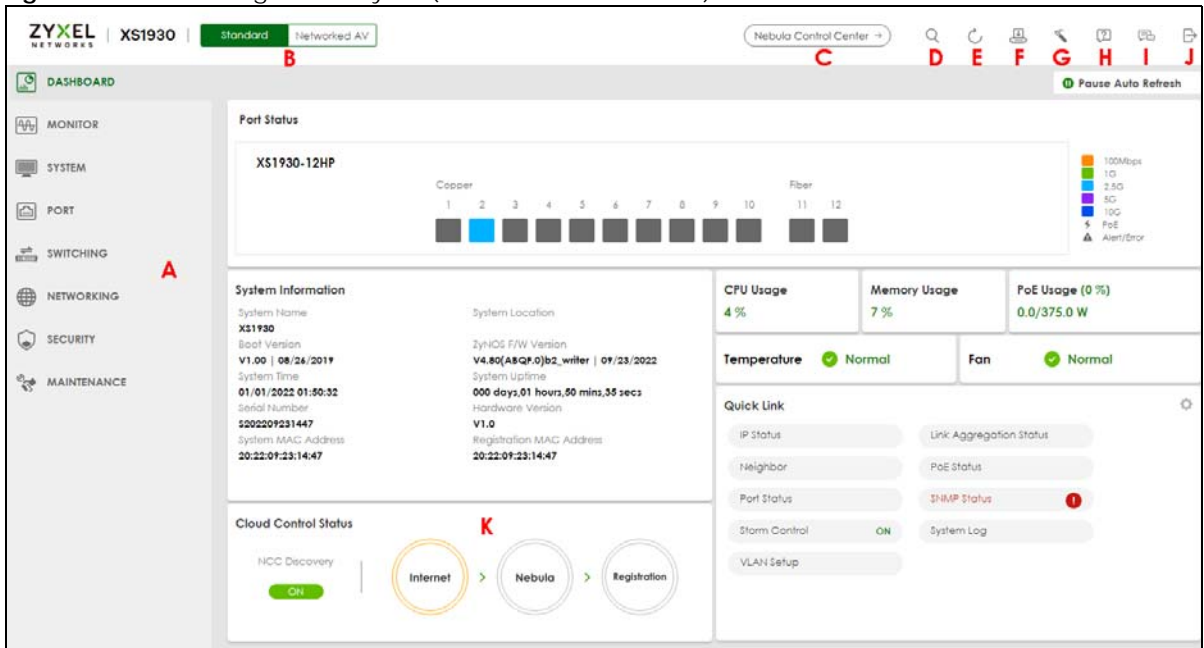 ZYXEL NETWORKS | XS1930 | Standard Networked AV Nebula Control Center →
B C D E F G H I J
DASHBOARD
Pause Auto Refresh
MONITOR
SYSTEM
PORT
SWITCHING
A
NETWORKING
SECURITY
MAINTENANCE
Port Status
XS1930-12HP
Copper Fiber
1 2 3 4 5 6 7 8 9 10 11 12
100Mbps
1G
2.5G
5G
10G
PoE
Alert/Error
System Information
System Name System Location
XS1930
Boot Version ZyNOS F/W Version
V1.00 | 08/26/2019 V4.80(ABQF.0)b2_writer | 09/23/2022
System Time System Uptime
01/01/2022 01:50:32 000 days,01 hours,50 mins,35 secs
Serial Number Hardware Version
S202209231447 V1.0
System MAC Address Registration MAC Address
20:22:09:23:14:47 20:22:09:23:14:47
CPU Usage Memory Usage PoE Usage (0 %)
4 % 7 % 0.0/375.0 W
Temperature Normal Fan Normal
Quick Link
IP Status Link Aggregation Status
Neighbor PoE Status
Port Status SNMP Status
Storm Control ON System Log
VLAN Setup
Cloud Control Status
K
NCC Discovery
ON
Internet > Nebula > Registration